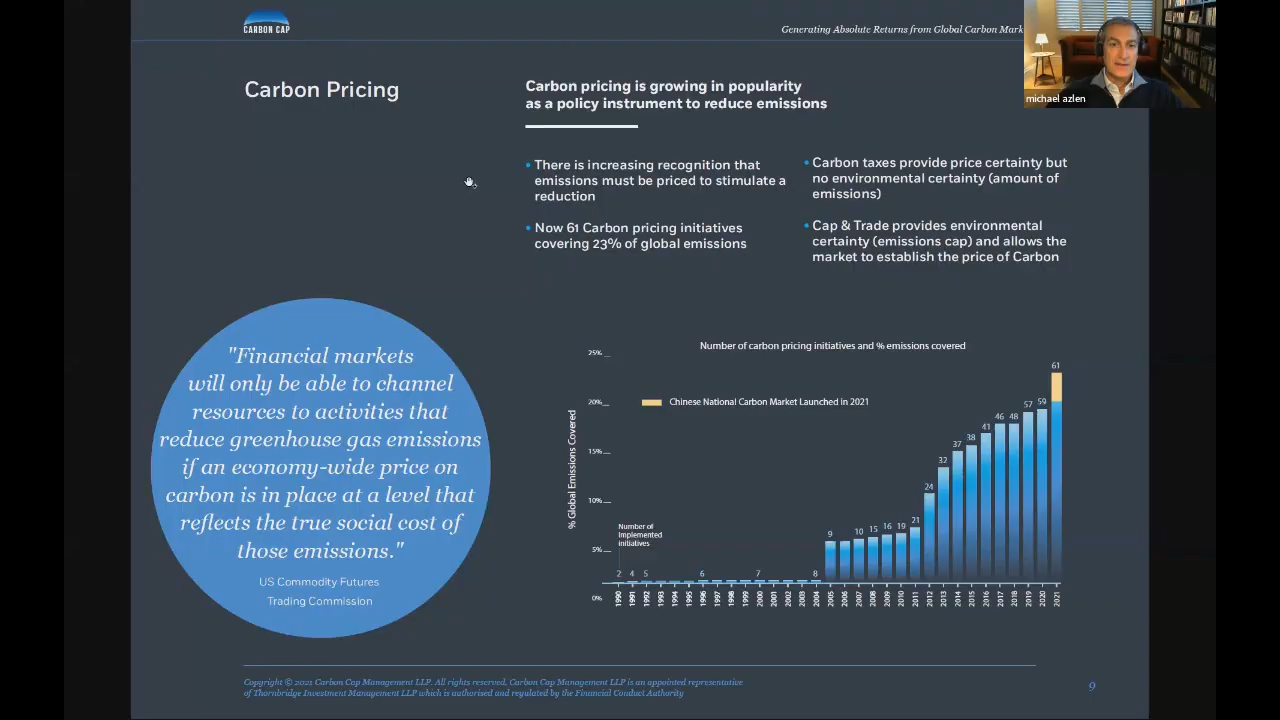 CARBON CAP
Generating Absolute Returns from Global Carbon
michael azlen
Carbon Pricing
Carbon pricing is growing in popularity
as a policy instrument to reduce emissions
• There is increasing recognition that
emissions must be priced to stimulate a
reduction
• Now 61 Carbon pricing initiatives
covering 23% of global emissions
• Carbon taxes provide price certainty but
no environmental certainty (amount of
emissions)
• Cap & Trade provides environmental
certainty (emissions cap) and allows the
market to establish the price of Carbon
"Financial markets
will only be able to channel
resources to activities that
reduce greenhouse gas emissions
if an economy-wide price on
carbon is in place at a level that
reflects the true social cost of
those emissions."
US Commodity Futures
Trading Commission
Number of carbon pricing initiatives and % emissions covered
Chinese National Carbon Market Launched in 2021
% Global Emissions Covered
25%
20%
15%
10%
5%
0%
Number of
implemented
initiatives
2 4 5 6 7 8 9 10 15 16 19 21 24 32 37 38 41 46 48 57 59 61
1990 1991 1992 1993 1994 1995 1996 1997 1998 1999 2000 2001 2002 2003 2004 2005 2006 2007 2008 2009 2010 2011 2012 2013 2014 2015 2016 2017 2018 2019 2020 2021
Copyright © 2021 Carbon Cap Management LLP. All rights reserved. Carbon Cap Management LLP is an appointed representative
of Thornbridge Investment Management LLP which is authorised and regulated by the Financial Conduct Authority
9